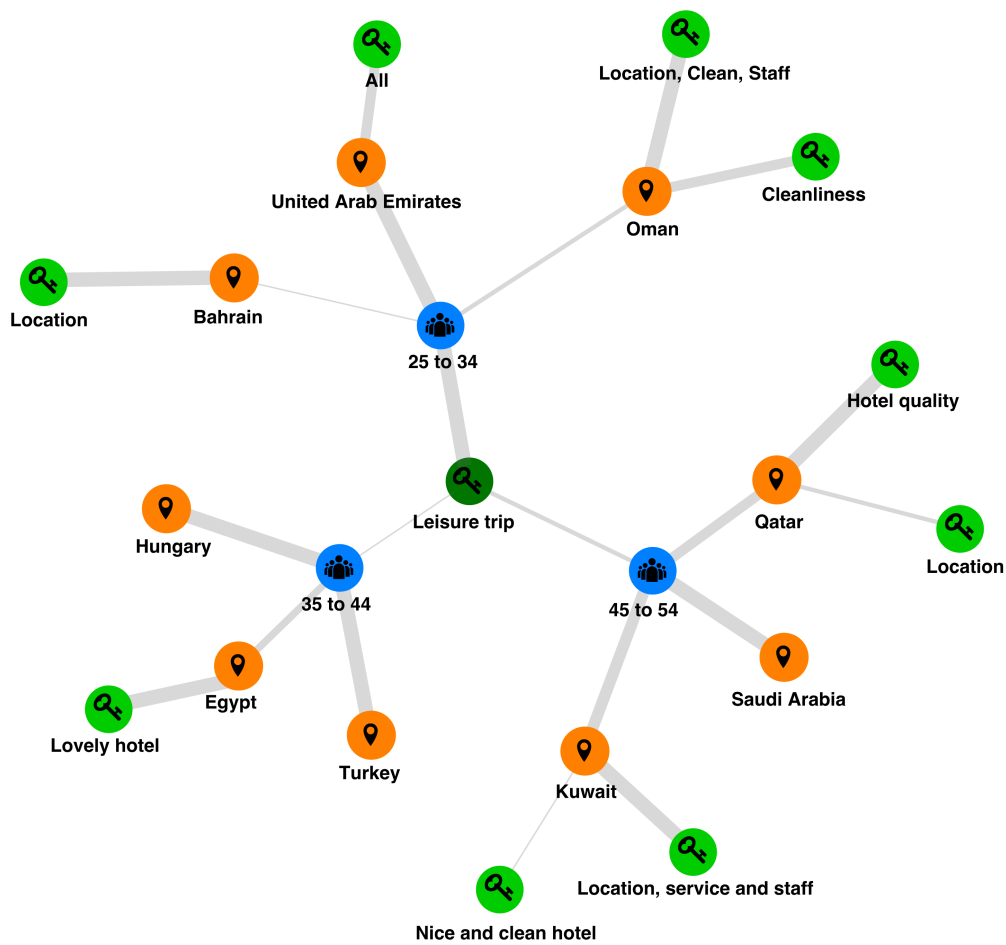 All
Location, Clean, Staff
United Arab Emirates
Cleanliness
Oman
Location
Bahrain
25 to 34
Hotel quality
Leisure trip
Qatar
Hungary
Location
35 to 44
45 to 54
Egypt
Saudi Arabia
Lovely hotel
Turkey
Kuwait
Location, service and staff
Nice and clean hotel